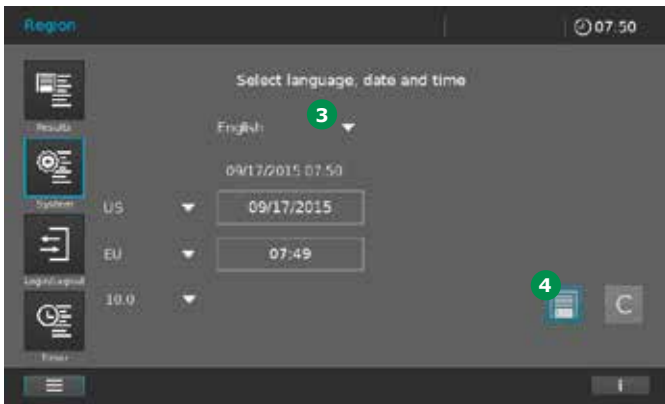 Region
07.50
Select language, date and time
Results
3
English
09/17/2015 07.50
System
US
09/17/2015
EU
07:49
Login/Logout
10.0
4
C
Timer
i